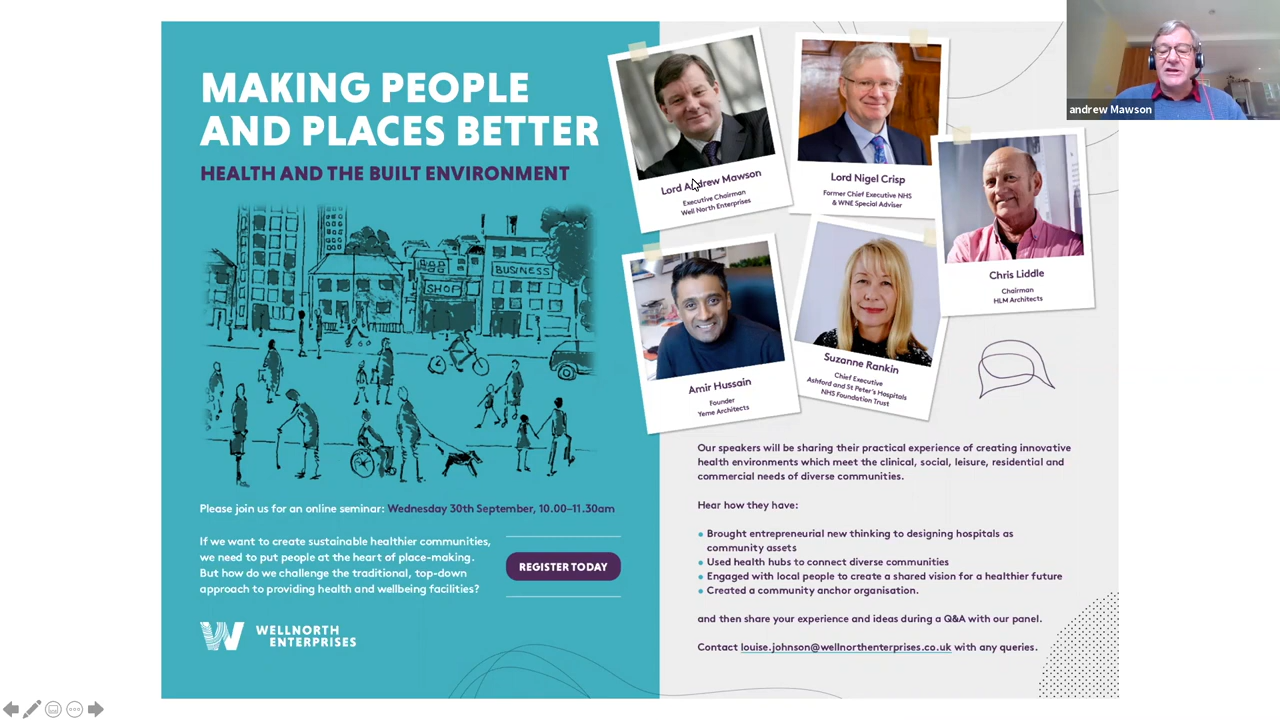 MAKING PEOPLE
AND PLACES BETTER
HEALTH AND THE BUILT ENVIRONMENT
BUSINESS
SHOP
Please join us for an online seminar: Wednesday 30th September, 10.00–11.30am
If we want to create sustainable healthier communities,
we need to put people at the heart of place-making.
But how do we challenge the traditional, top-down
approach to providing health and wellbeing facilities?
REGISTER TODAY
WELLNORTH
ENTERPRISES
Lord Andrew Mawson
Executive Chairman
Well North Enterprises
Lord Nigel Crisp
Former Chief Executive NHS
& WNE Special Adviser
Chris Liddle
Chairman
HLM Architects
Amir Hussain
Founder
Yeme Architects
Suzanne Rankin
Chief Executive
Ashford and St Peter's Hospitals
NHS Foundation Trust
Our speakers will be sharing their practical experience of creating innovative
health environments which meet the clinical, social, leisure, residential and
commercial needs of diverse communities.
Hear how they have:
• Brought entrepreneurial new thinking to designing hospitals as
community assets
• Used health hubs to connect diverse communities
• Engaged with local people to create a shared vision for a healthier future
• Created a community anchor organisation.
and then share your experience and ideas during a Q&A with our panel.
Contact louise.johnson@wellnorthenterprises.co.uk with any queries.
andrew Mawson